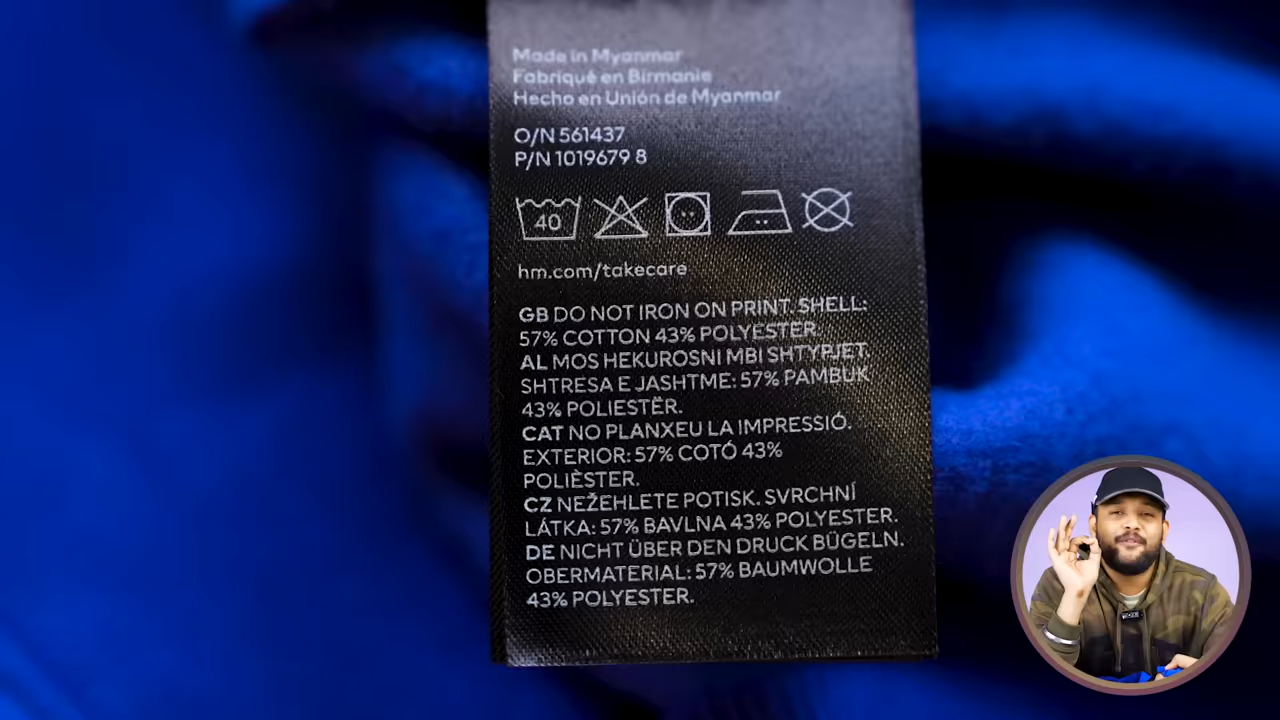 Made in Myanmar
Fabriqué en Birmanie
Hecho en Unión de Myanmar
O/N 561437
P/N 1019679 8
40
hm.com/takecare
GB DO NOT IRON ON PRINT. SHELL:
57% COTTON 43% POLYESTER.
AL MOS HEKUROSNI MBI SHTYPJET.
SHTRESA E JASHTME: 57% PAMBUK
43% POLIESTËR.
CAT NO PLANXEU LA IMPRESSIÓ.
EXTERIOR: 57% COTÓ 43%
POLIÈSTER.
CZ NEŽEHLETE POTISK. SVRCHNÍ
LÁTKA: 57% BAVLNA 43% POLYESTER.
DE NICHT ÜBER DEN DRUCK BÜGELN.
OBERMATERIAL: 57% BAUMWOLLE
43% POLYESTER.